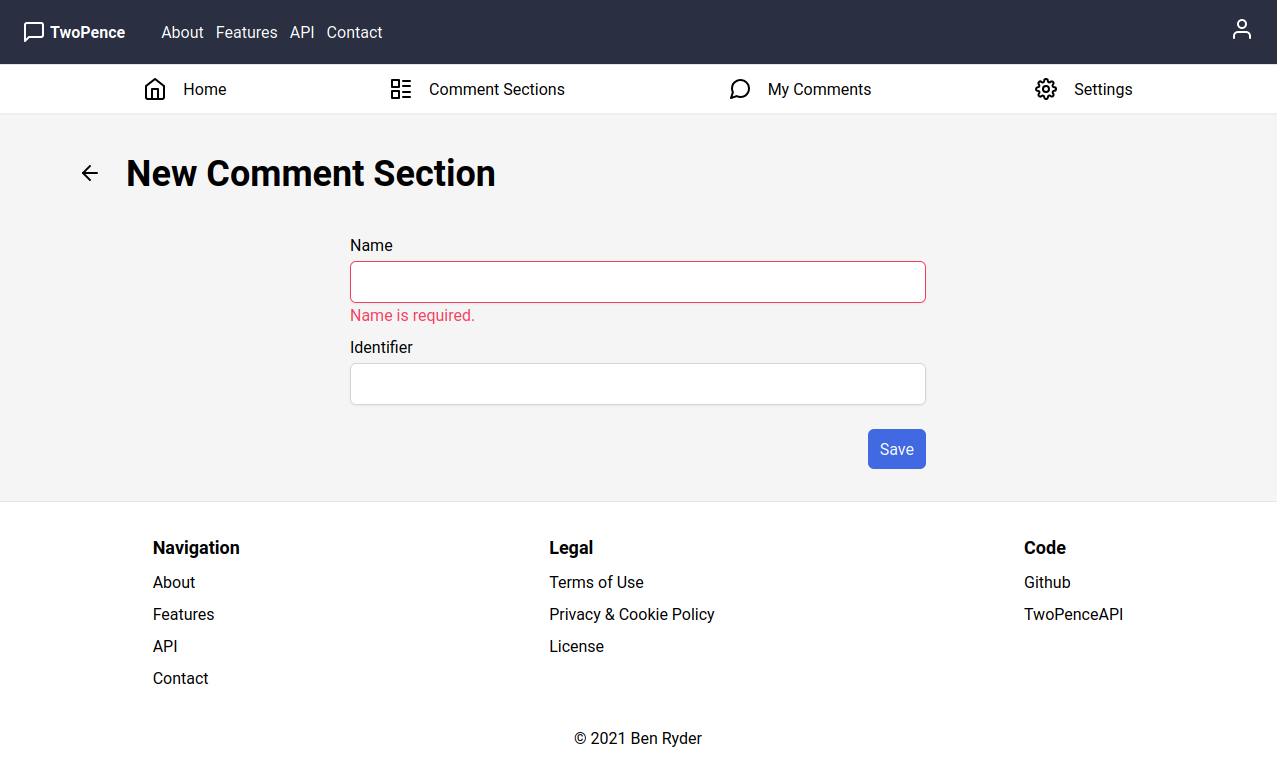 TwoPence About Features API Contact
Home Comment Sections My Comments Settings
New Comment Section
Name
Name is required.
Identifier
Save
Navigation Legal Code
About Terms of Use Github
Features Privacy & Cookie Policy TwoPenceAPI
API License
Contact
© 2021 Ben Ryder